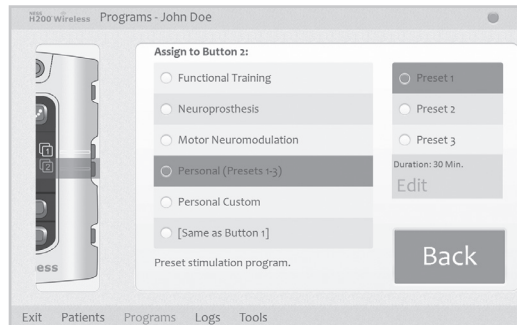 NESS
H200 Wireless Programs - John Doe
Assign to Button 2:
Functional Training
Neuroprosthesis
Motor Neuromodulation
Personal (Presets 1-3)
Personal Custom
[Same as Button 1]
Preset stimulation program.
Preset 1
Preset 2
Preset 3
Duration: 30 Min.
Edit
Back
1
2
ess
Exit Patients Programs Logs Tools